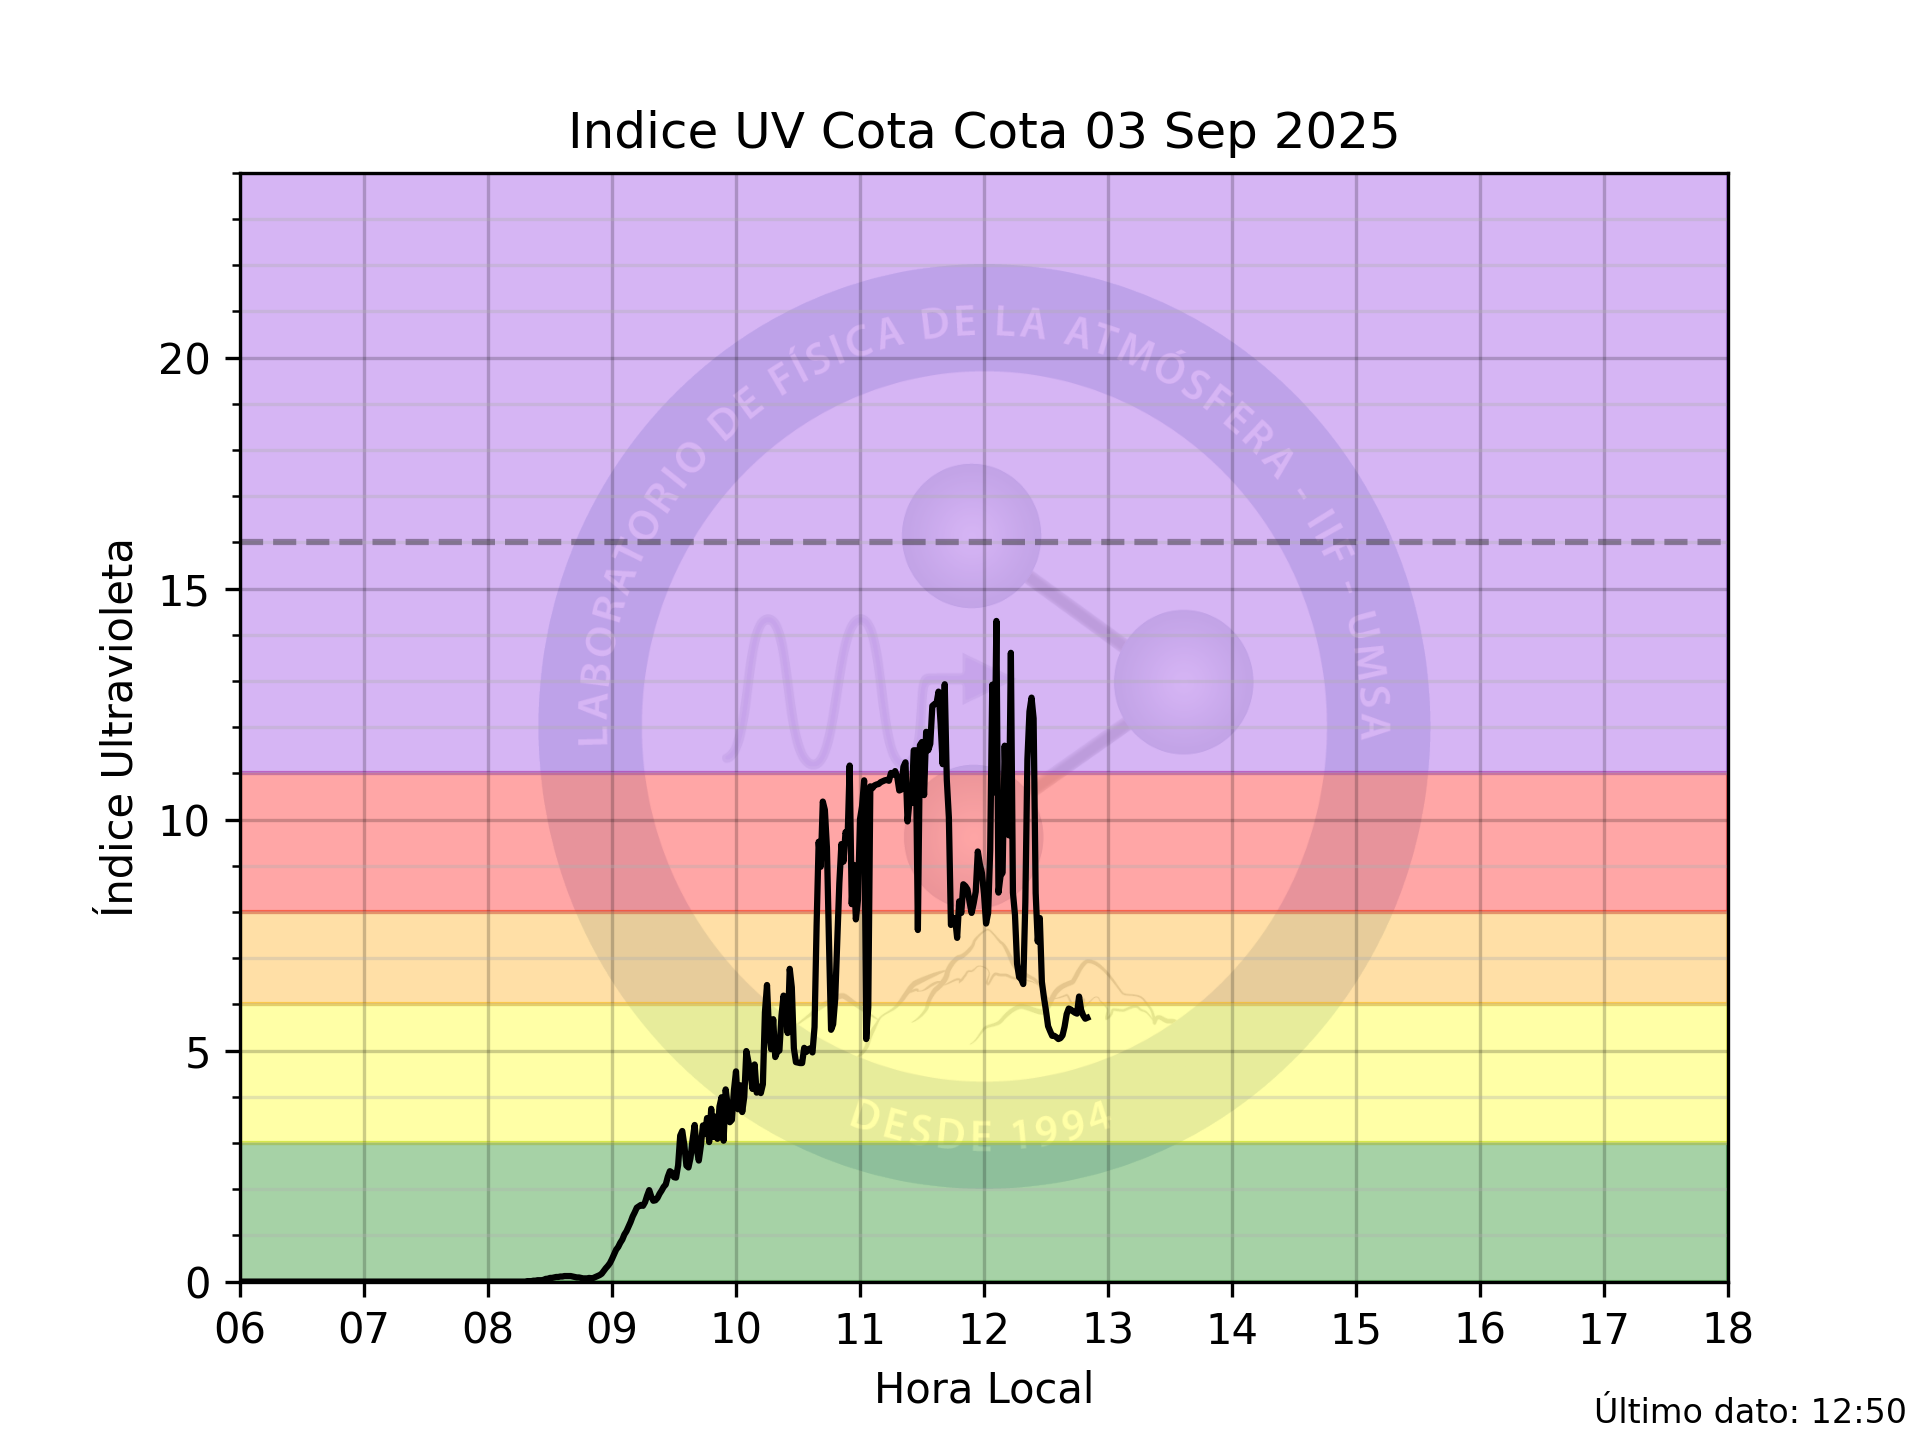 Indice UV Cota Cota 03 Sep 2025
Índice Ultravioleta
20
15
10
5
0
LABORATORIO DE FÍSICA DE LA ATMÓSFERA - IIF - UMSA
DESDE 1994
06 07 08 09 10 11 12 13 14 15 16 17 18
Hora Local
Último dato: 12:50